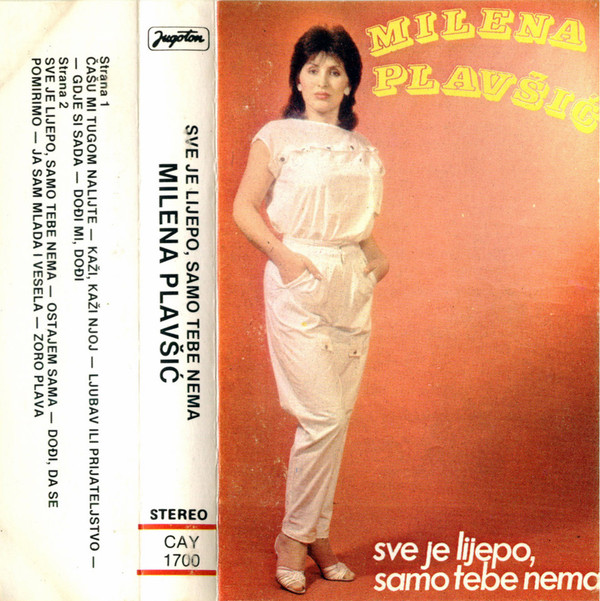 Strana 1
ČAŠU MI TUGOM NALIJTE — KAŽI, KAŽI NJOJ — LJUBAV ILI PRIJATELJSTVO —
— GDJE SI SADA — DOĐI MI, DOĐI
Strana 2
SVE JE LIJEPO, SAMO TEBE NEMA — OSTAJEM SAMA — DOĐI, DA SE
POMIRIMO — JA SAM MLADA I VESELA — ZORO PLAVA
Jugoton
SVE JE LIJEPO, SAMO TEBE NEMA
MILENA PLAVŠIĆ
STEREO
CAY
1700
MILENA
PLAVŠIĆ
sve je lijepo,
samo tebe nema